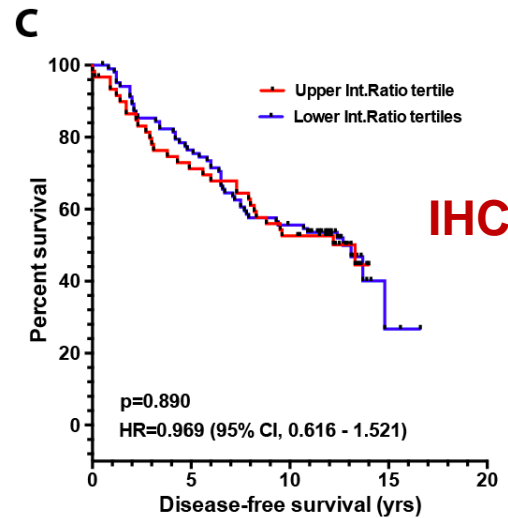 C
100
80
60
40
20
0
Percent survival
Upper Int.Ratio tertile
Lower Int.Ratio tertiles
IHC
p=0.890
HR=0.969 (95% CI, 0.616 - 1.521)
0 5 10 15 20
Disease-free survival (yrs)